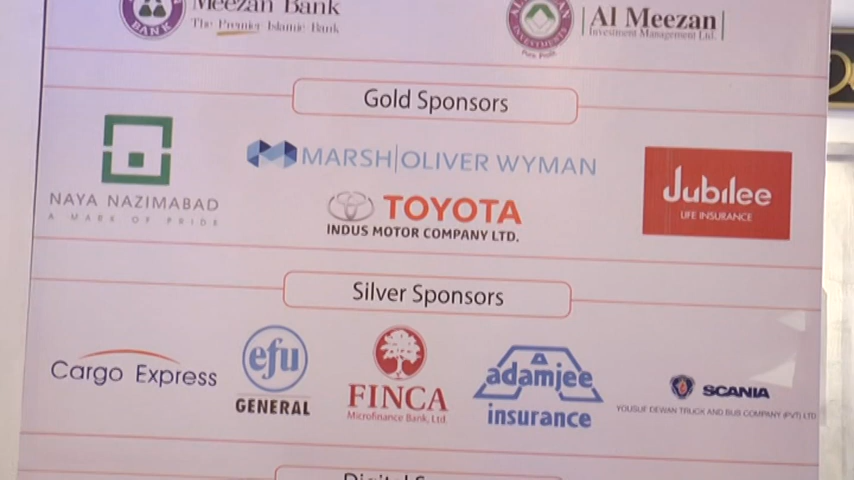 Meezan Bank
The Premier Islamic Bank
BANK
Al Meezan
Investment Management Ltd.
INVESTMENTS
Gold Sponsors
NAYA NAZIMABAD
A MARK OF PRIDE
MARSH|OLIVER WYMAN
TOYOTA
INDUS MOTOR COMPANY LTD.
Jubilee
LIFE INSURANCE
Silver Sponsors
Cargo Express
efu
GENERAL
FINCA
Microfinance Bank, Ltd.
adamjee
insurance
SCANIA
YOUSUF DEWAN TRUCK AND BUS COMPANY (PVT) LTD